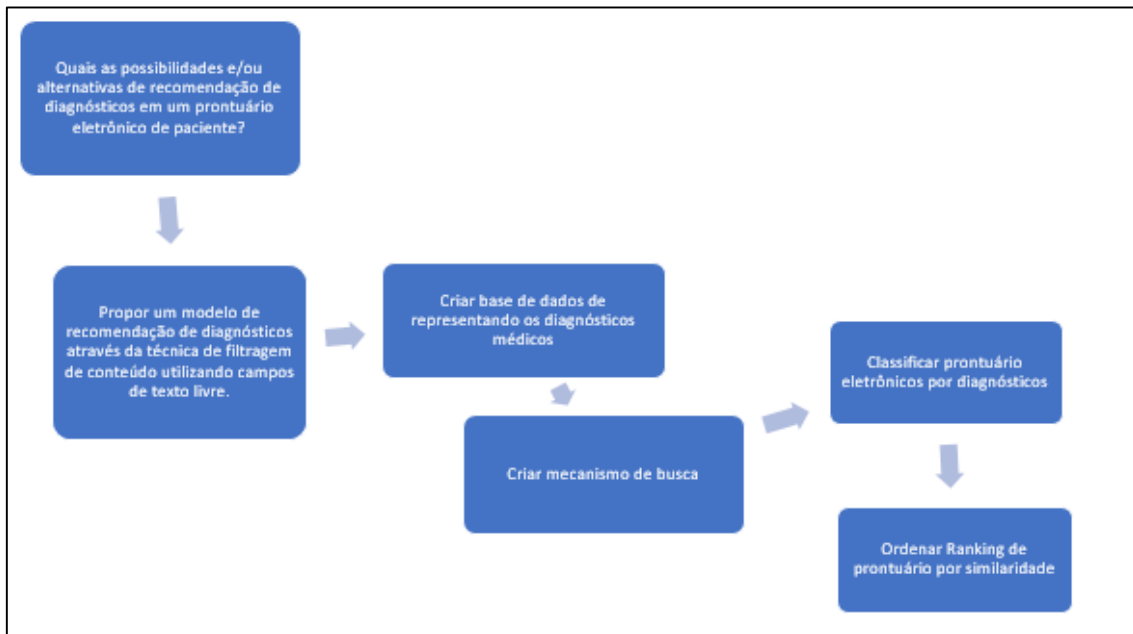 Quais as possibilidades e/ou
alternativas de recomendação de
diagnósticos em um prontuário
eletrônico de paciente?
Propor um modelo de
recomendação de diagnósticos
através da técnica de filtragem
de conteúdo utilizando campos
de texto livre.
Criar base de dados de
representando os diagnósticos
médicos
Criar mecanismo de busca
Classificar prontuário
eletrônicos por diagnósticos
Ordenar Ranking de
prontuário por similaridade